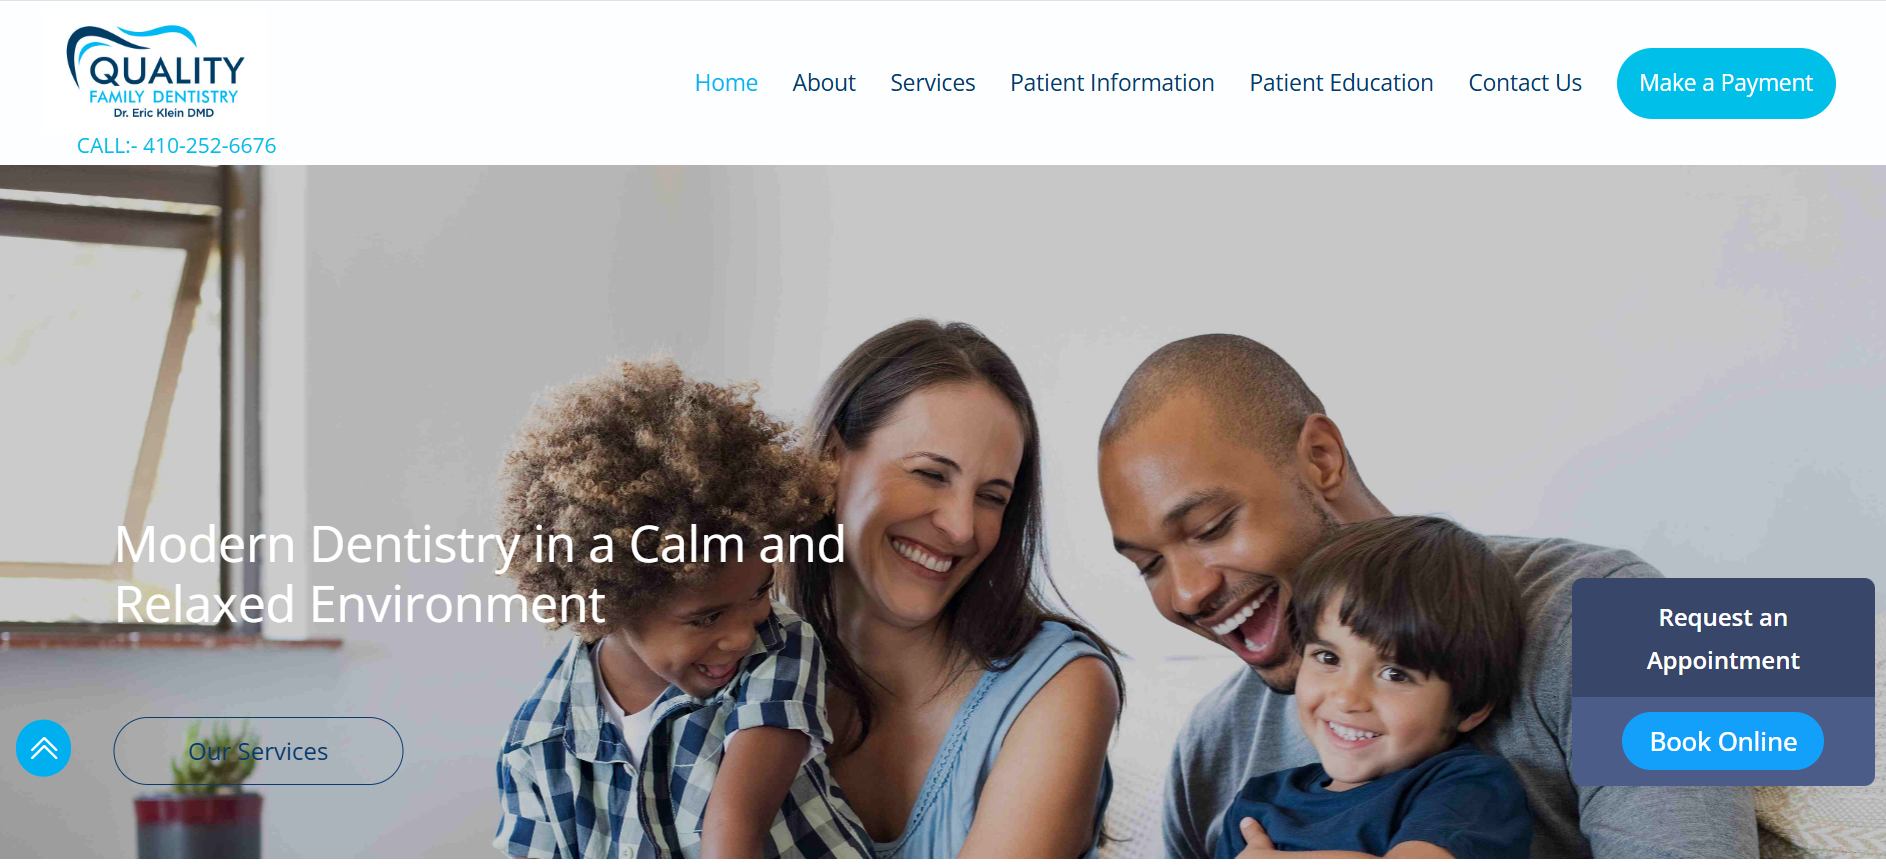 QUALITY
FAMILY DENTISTRY
Dr. Eric Klein DMD
CALL:- 410-252-6676
Home
About
Services
Patient Information
Patient Education
Contact Us
Make a Payment
Modern Dentistry in a Calm and
Relaxed Environment
Our Services
Request an
Appointment
Book Online